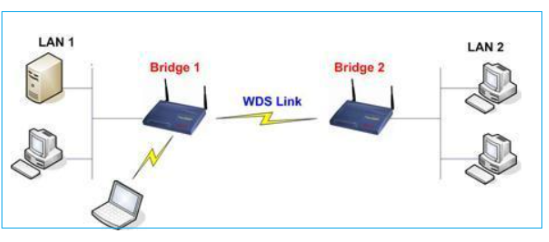 LAN 1
Bridge 1
Bridge 2
LAN 2
WDS Link